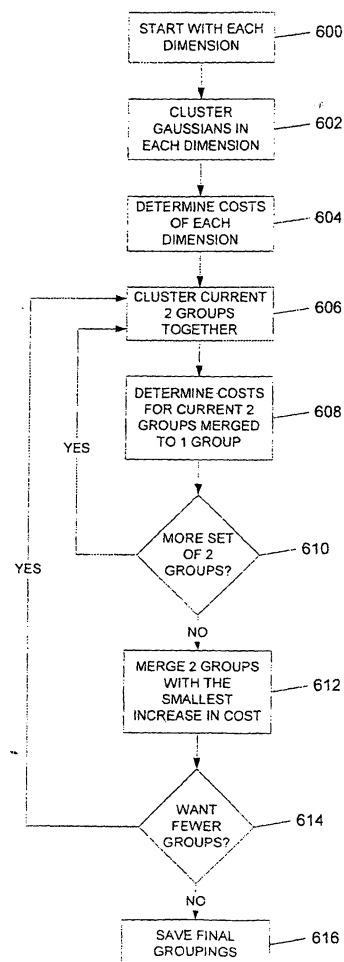 START WITH EACH
DIMENSION
600
CLUSTER
GAUSSIANS IN
EACH DIMENSION
602
DETERMINE COSTS
OF EACH
DIMENSION
604
CLUSTER CURRENT
2 GROUPS
TOGETHER
606
DETERMINE COSTS
FOR CURRENT 2
GROUPS MERGED
TO 1 GROUP
608
YES
MORE SET
OF 2
GROUPS?
610
YES
NO
MERGE 2 GROUPS
WITH THE
SMALLEST
INCREASE IN COST
612
WANT
FEWER
GROUPS?
614
NO
SAVE FINAL
GROUPINGS
616